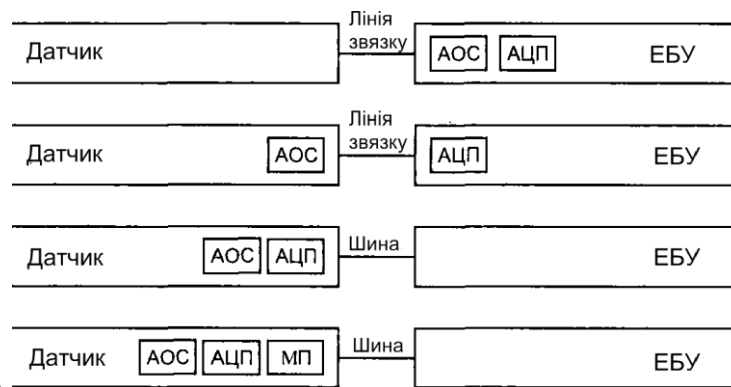 Датчик
Лінія
звязку
АОС АЦП ЕБУ
Датчик АОС
Лінія
звязку
АЦП ЕБУ
Датчик АОС АЦП
Шина
ЕБУ
Датчик АОС АЦП МП
Шина
ЕБУ